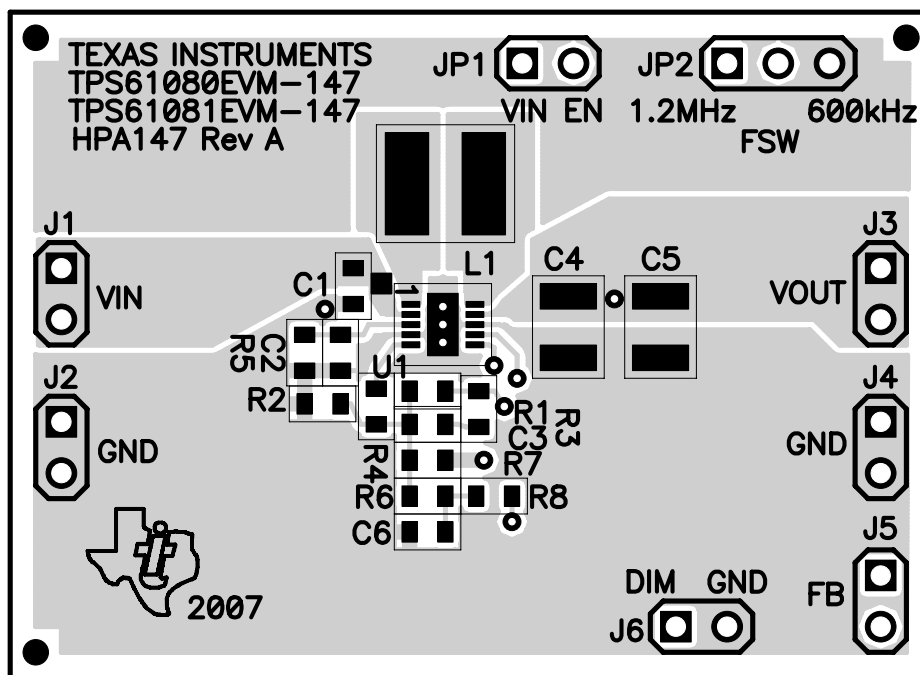 TEXAS INSTRUMENTS
TPS61080EVM-147
TPS61081EVM-147
HPA147 Rev A
JP1
VIN EN
JP2
1.2MHz 600kHz
FSW
J1
VIN
J2
GND
C1
1
L1
C4
C5
J3
VOUT
J4
GND
R5
C2
U1
R2
R4
R1
C3
R3
R7
R6
R8
C6
J5
FB
DIM GND
J6
2007